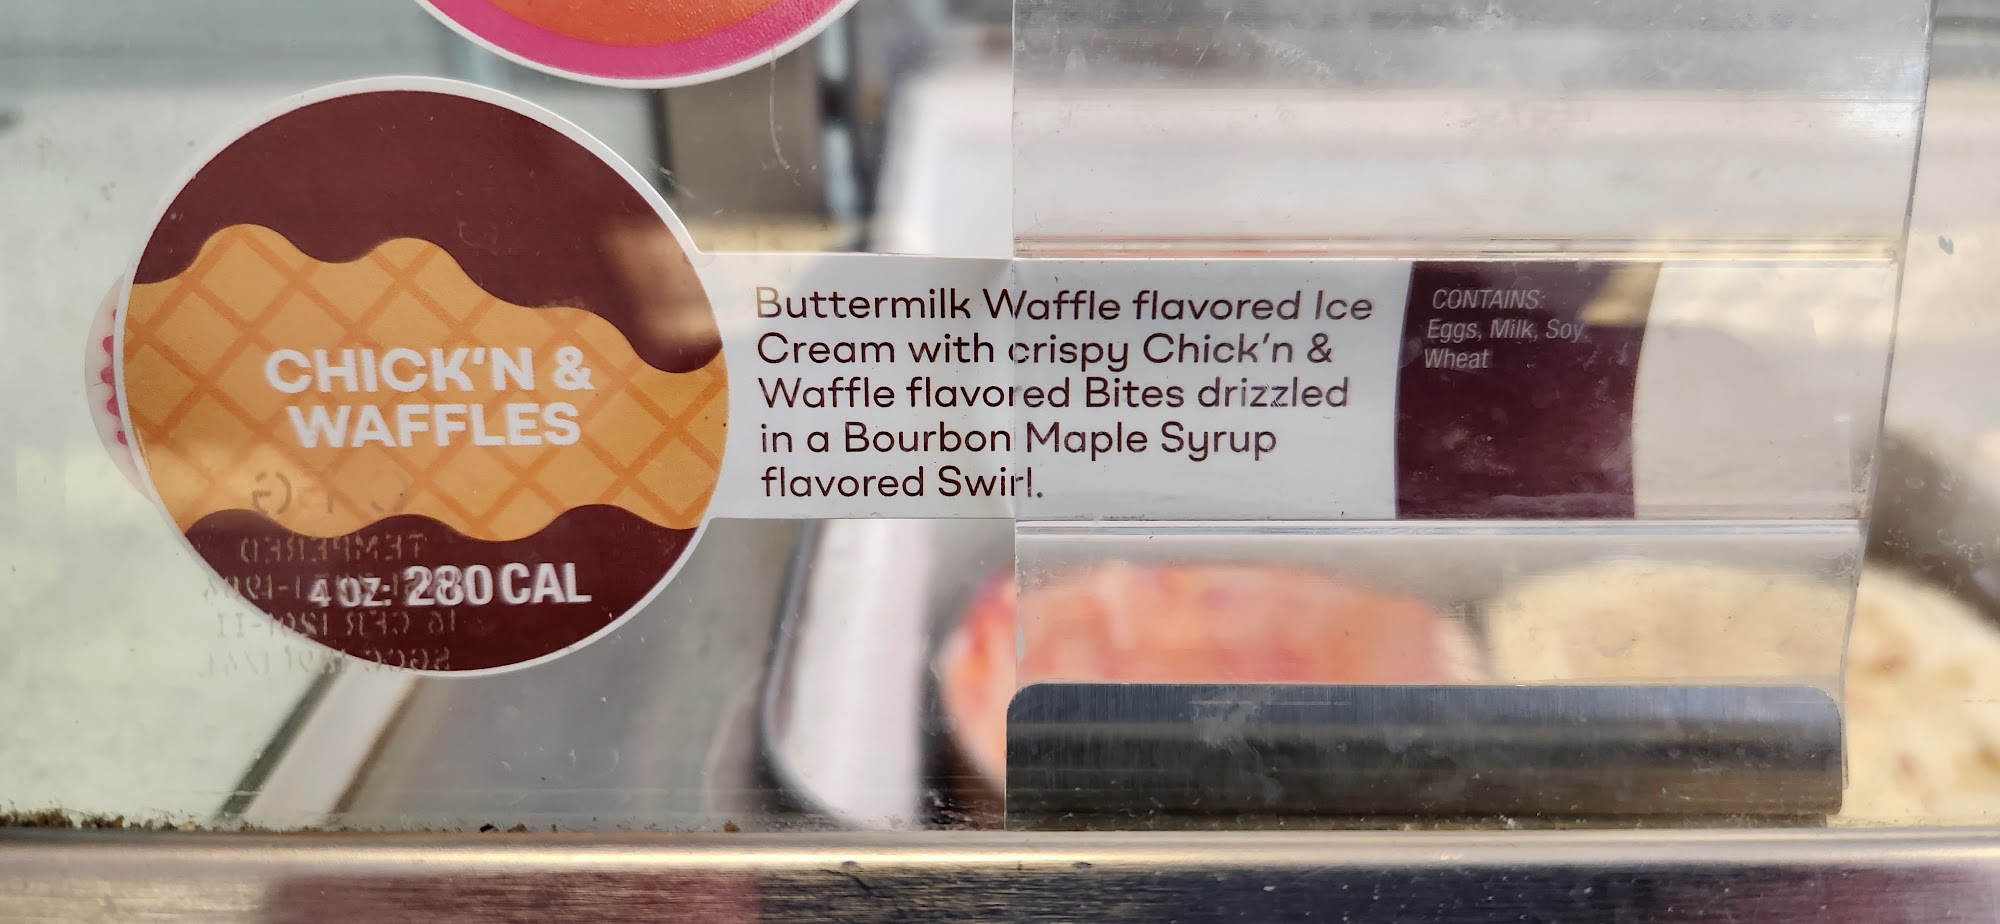 CHICK'N &
WAFFLES
4 OZ: 280 CAL
Buttermilk Waffle flavored Ice
Cream with crispy Chick'n &
Waffle flavored Bites drizzled
in a Bourbon Maple Syrup
flavored Swirl.
CONTAINS:
Eggs, Milk, Soy,
Wheat
TEMPERED